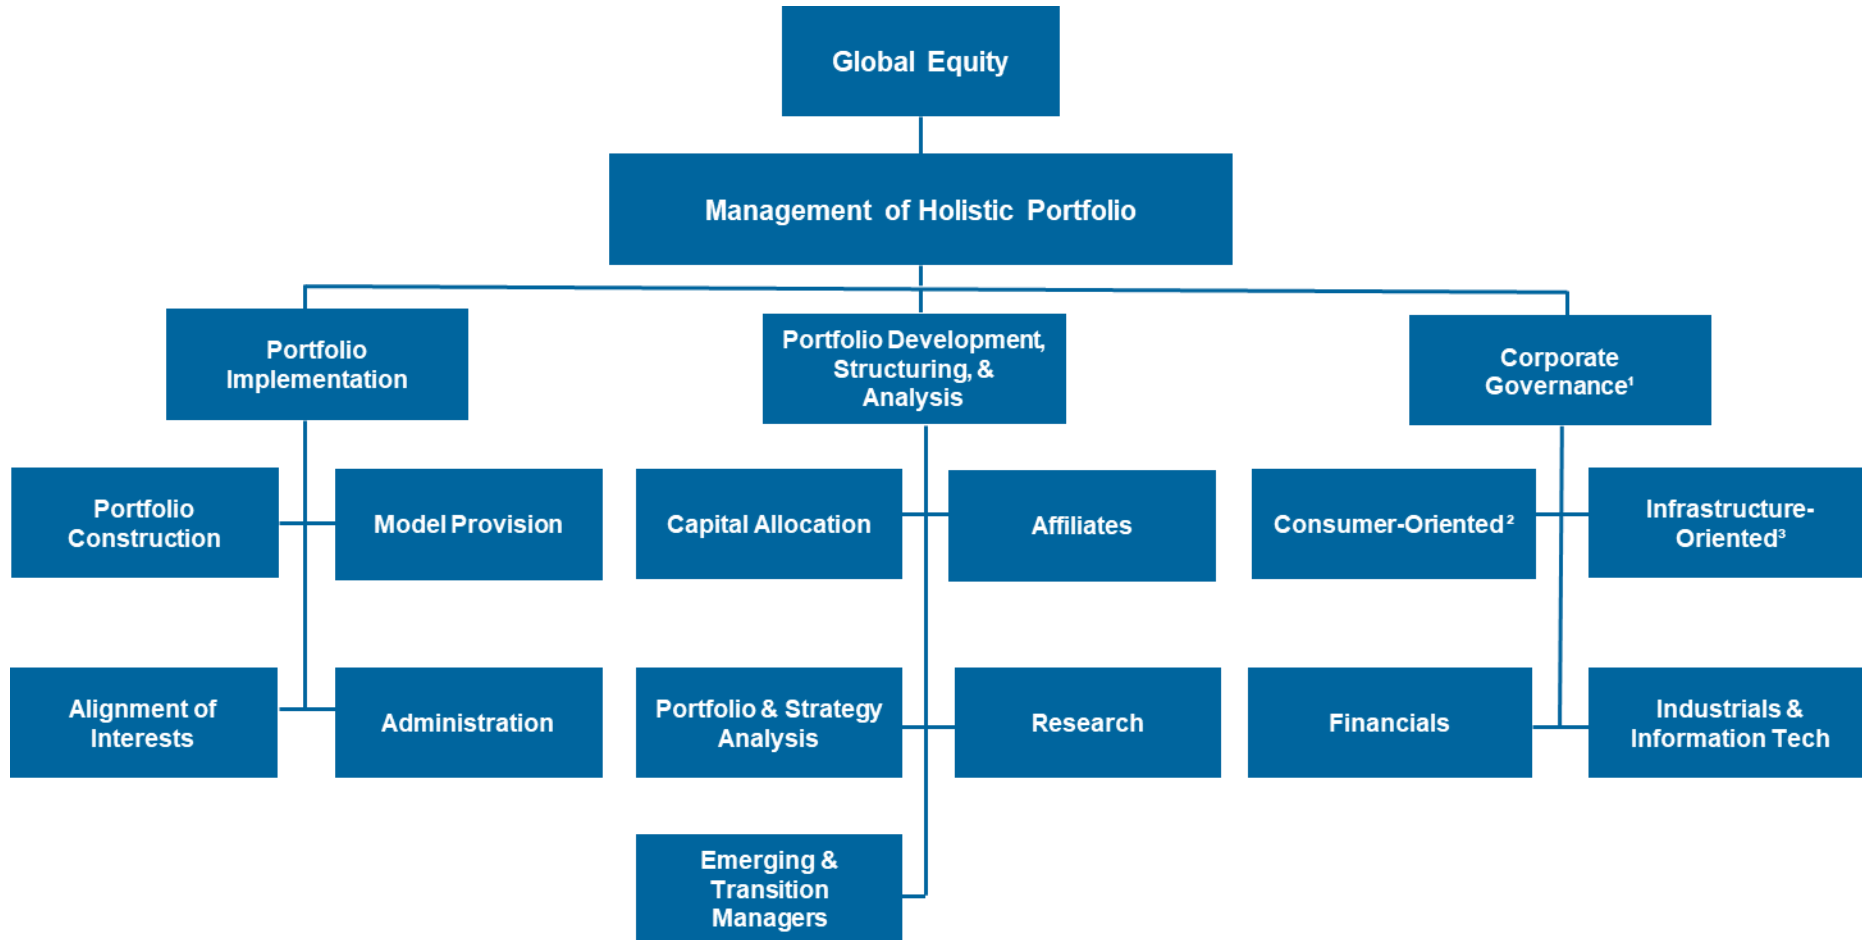 Global Equity
Management of Holistic Portfolio
Portfolio
Implementation
Portfolio Development,
Structuring, &
Analysis
Corporate
Governance¹
Portfolio
Construction
Model Provision
Capital Allocation
Affiliates
Consumer-Oriented²
Infrastructure-
Oriented³
Alignment of
Interests
Administration
Portfolio & Strategy
Analysis
Research
Financials
Industrials &
Information Tech
Emerging &
Transition
Managers